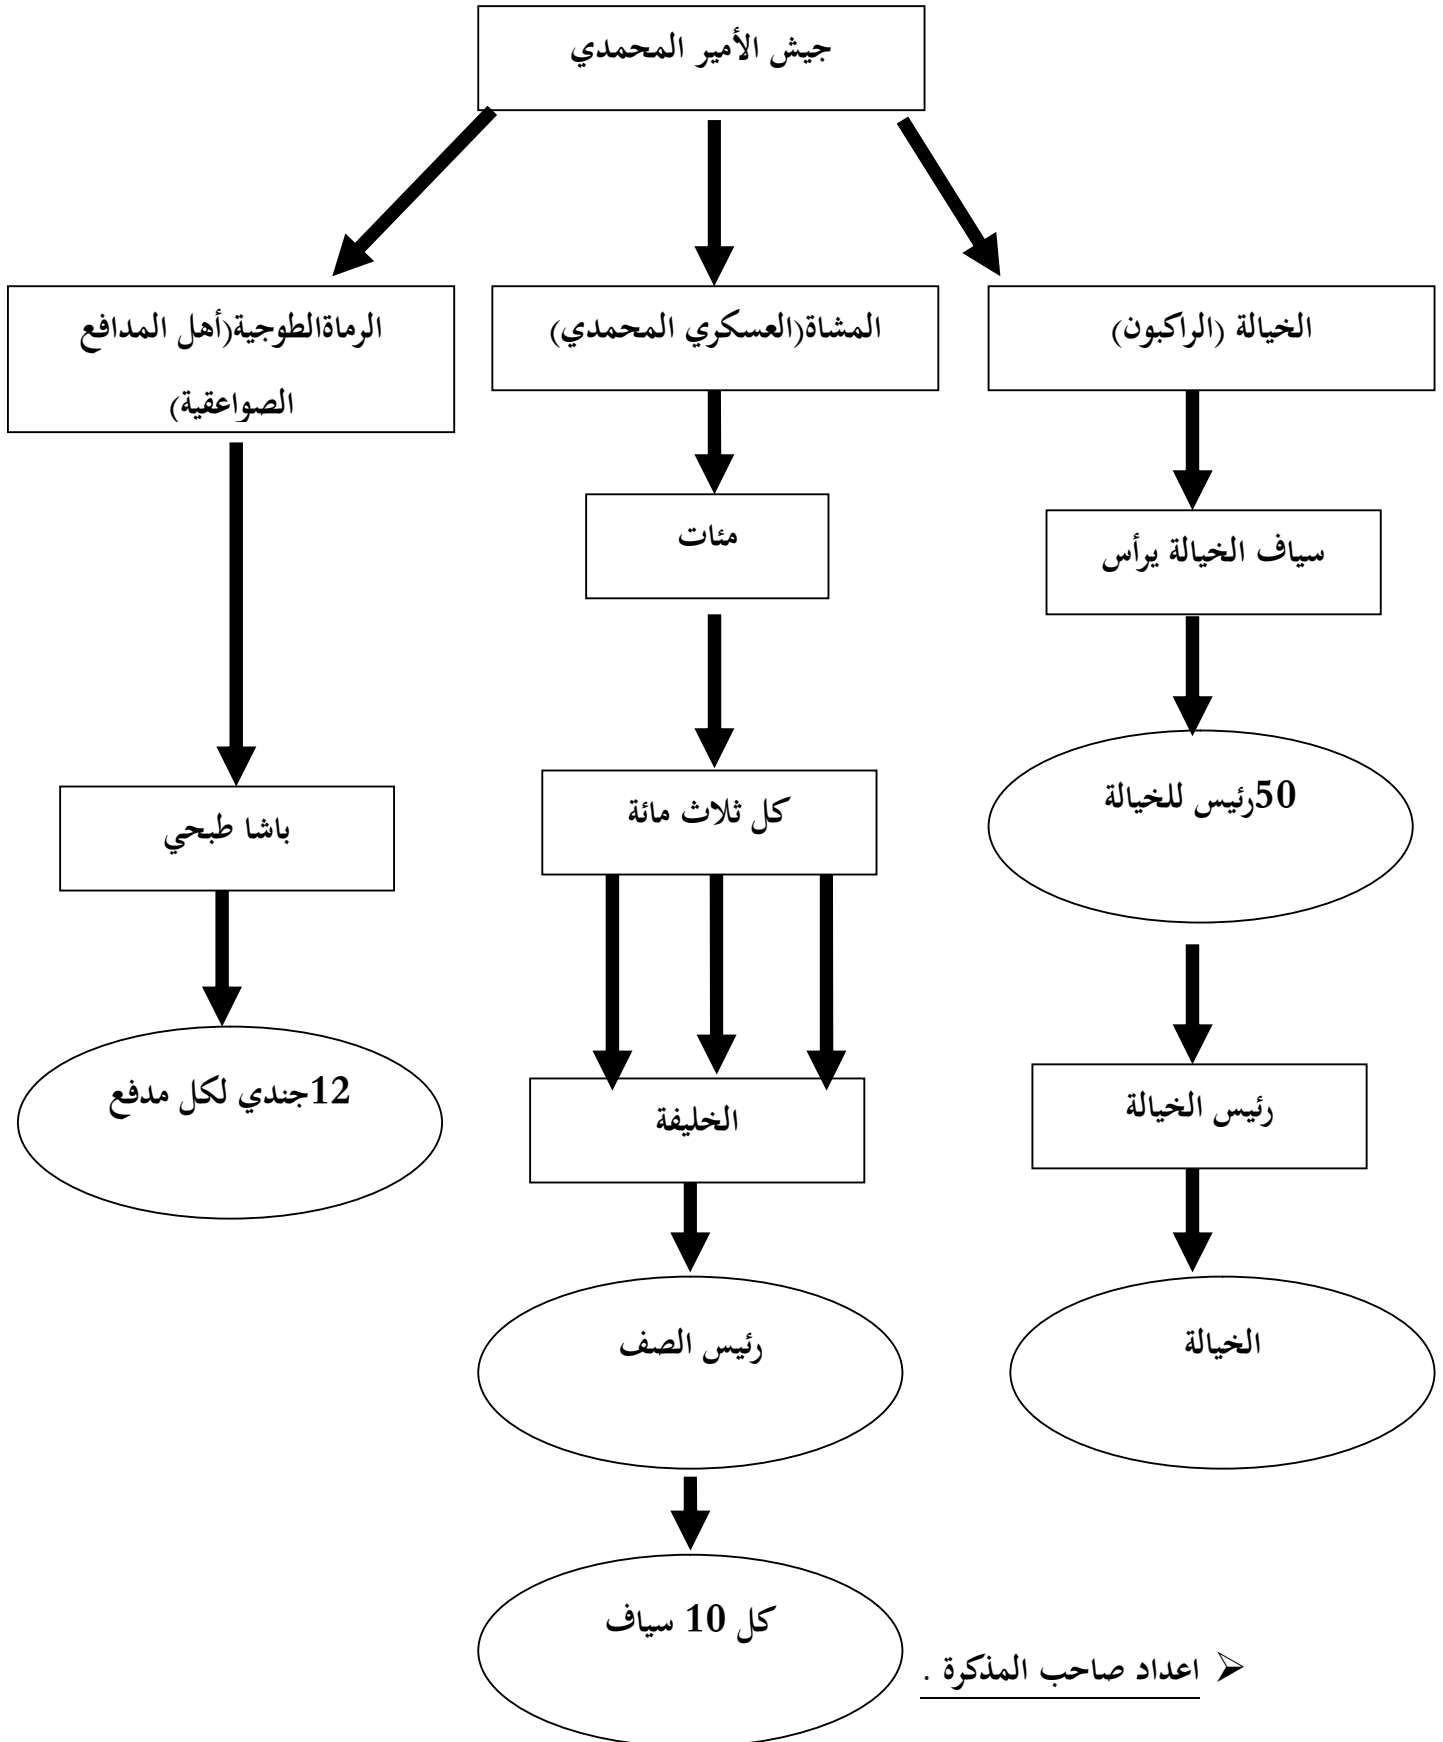 جيش الأمير المحمدي
الخيالة (الراكبون)
المشاة(العسكري المحمدي)
الرماةالطوجية(أهل المدافع
الصواعقية)
سياف الخيالة يرأس
مئات
50رئيس للخيالة
كل ثلاث مائة
باشا طبحي
رئيس الخيالة
الخليفة
12جندي لكل مدفع
الخيالة
رئيس الصف
كل 10 سياف
اعداد صاحب المذكرة .